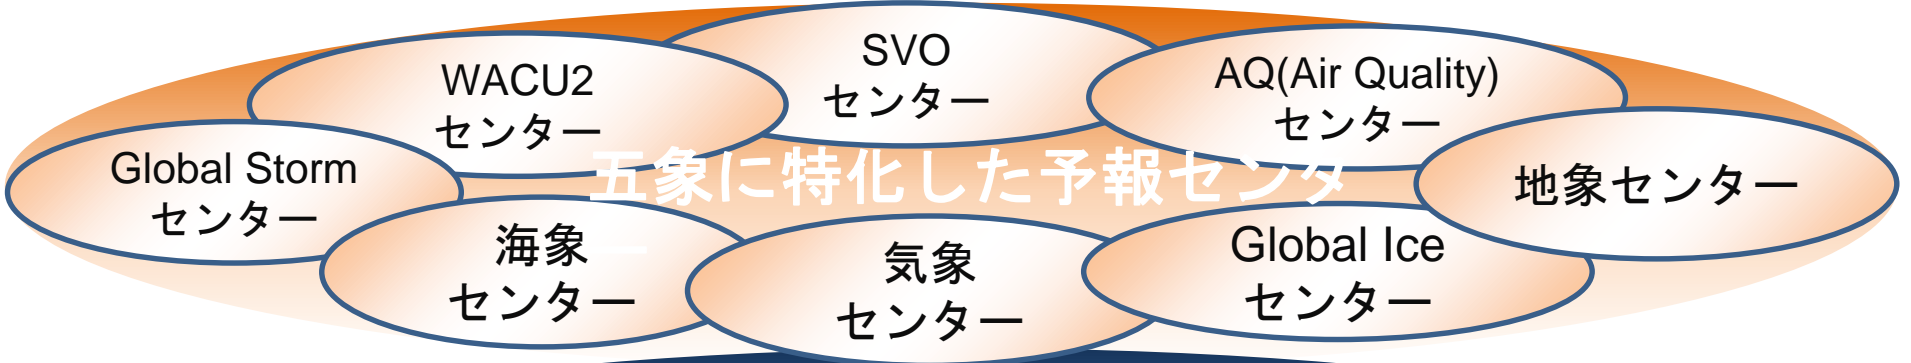 SVO
センター
WACU2
センター
AQ(Air Quality)
センター
Global Storm
センター
五象に特化した予報センタ
ー
地象センター
海象
センター
気象
センター
Global Ice
センター